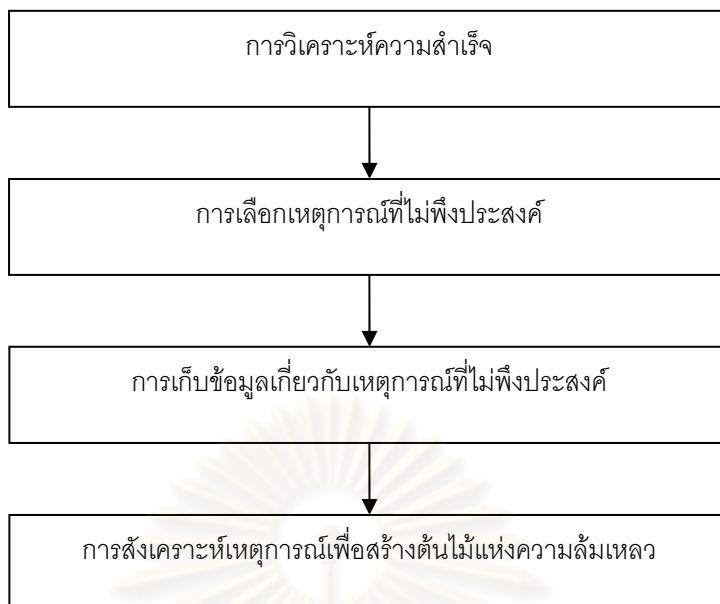 การวิเคราะห์ความสำเร็จ
การเลือกเหตุการณ์ที่ไม่พึงประสงค์
การเก็บข้อมูลเกี่ยวกับเหตุการณ์ที่ไม่พึงประสงค์
การสังเคราะห์เหตุการณ์เพื่อสร้างต้นไม้แห่งความล้มเหลว